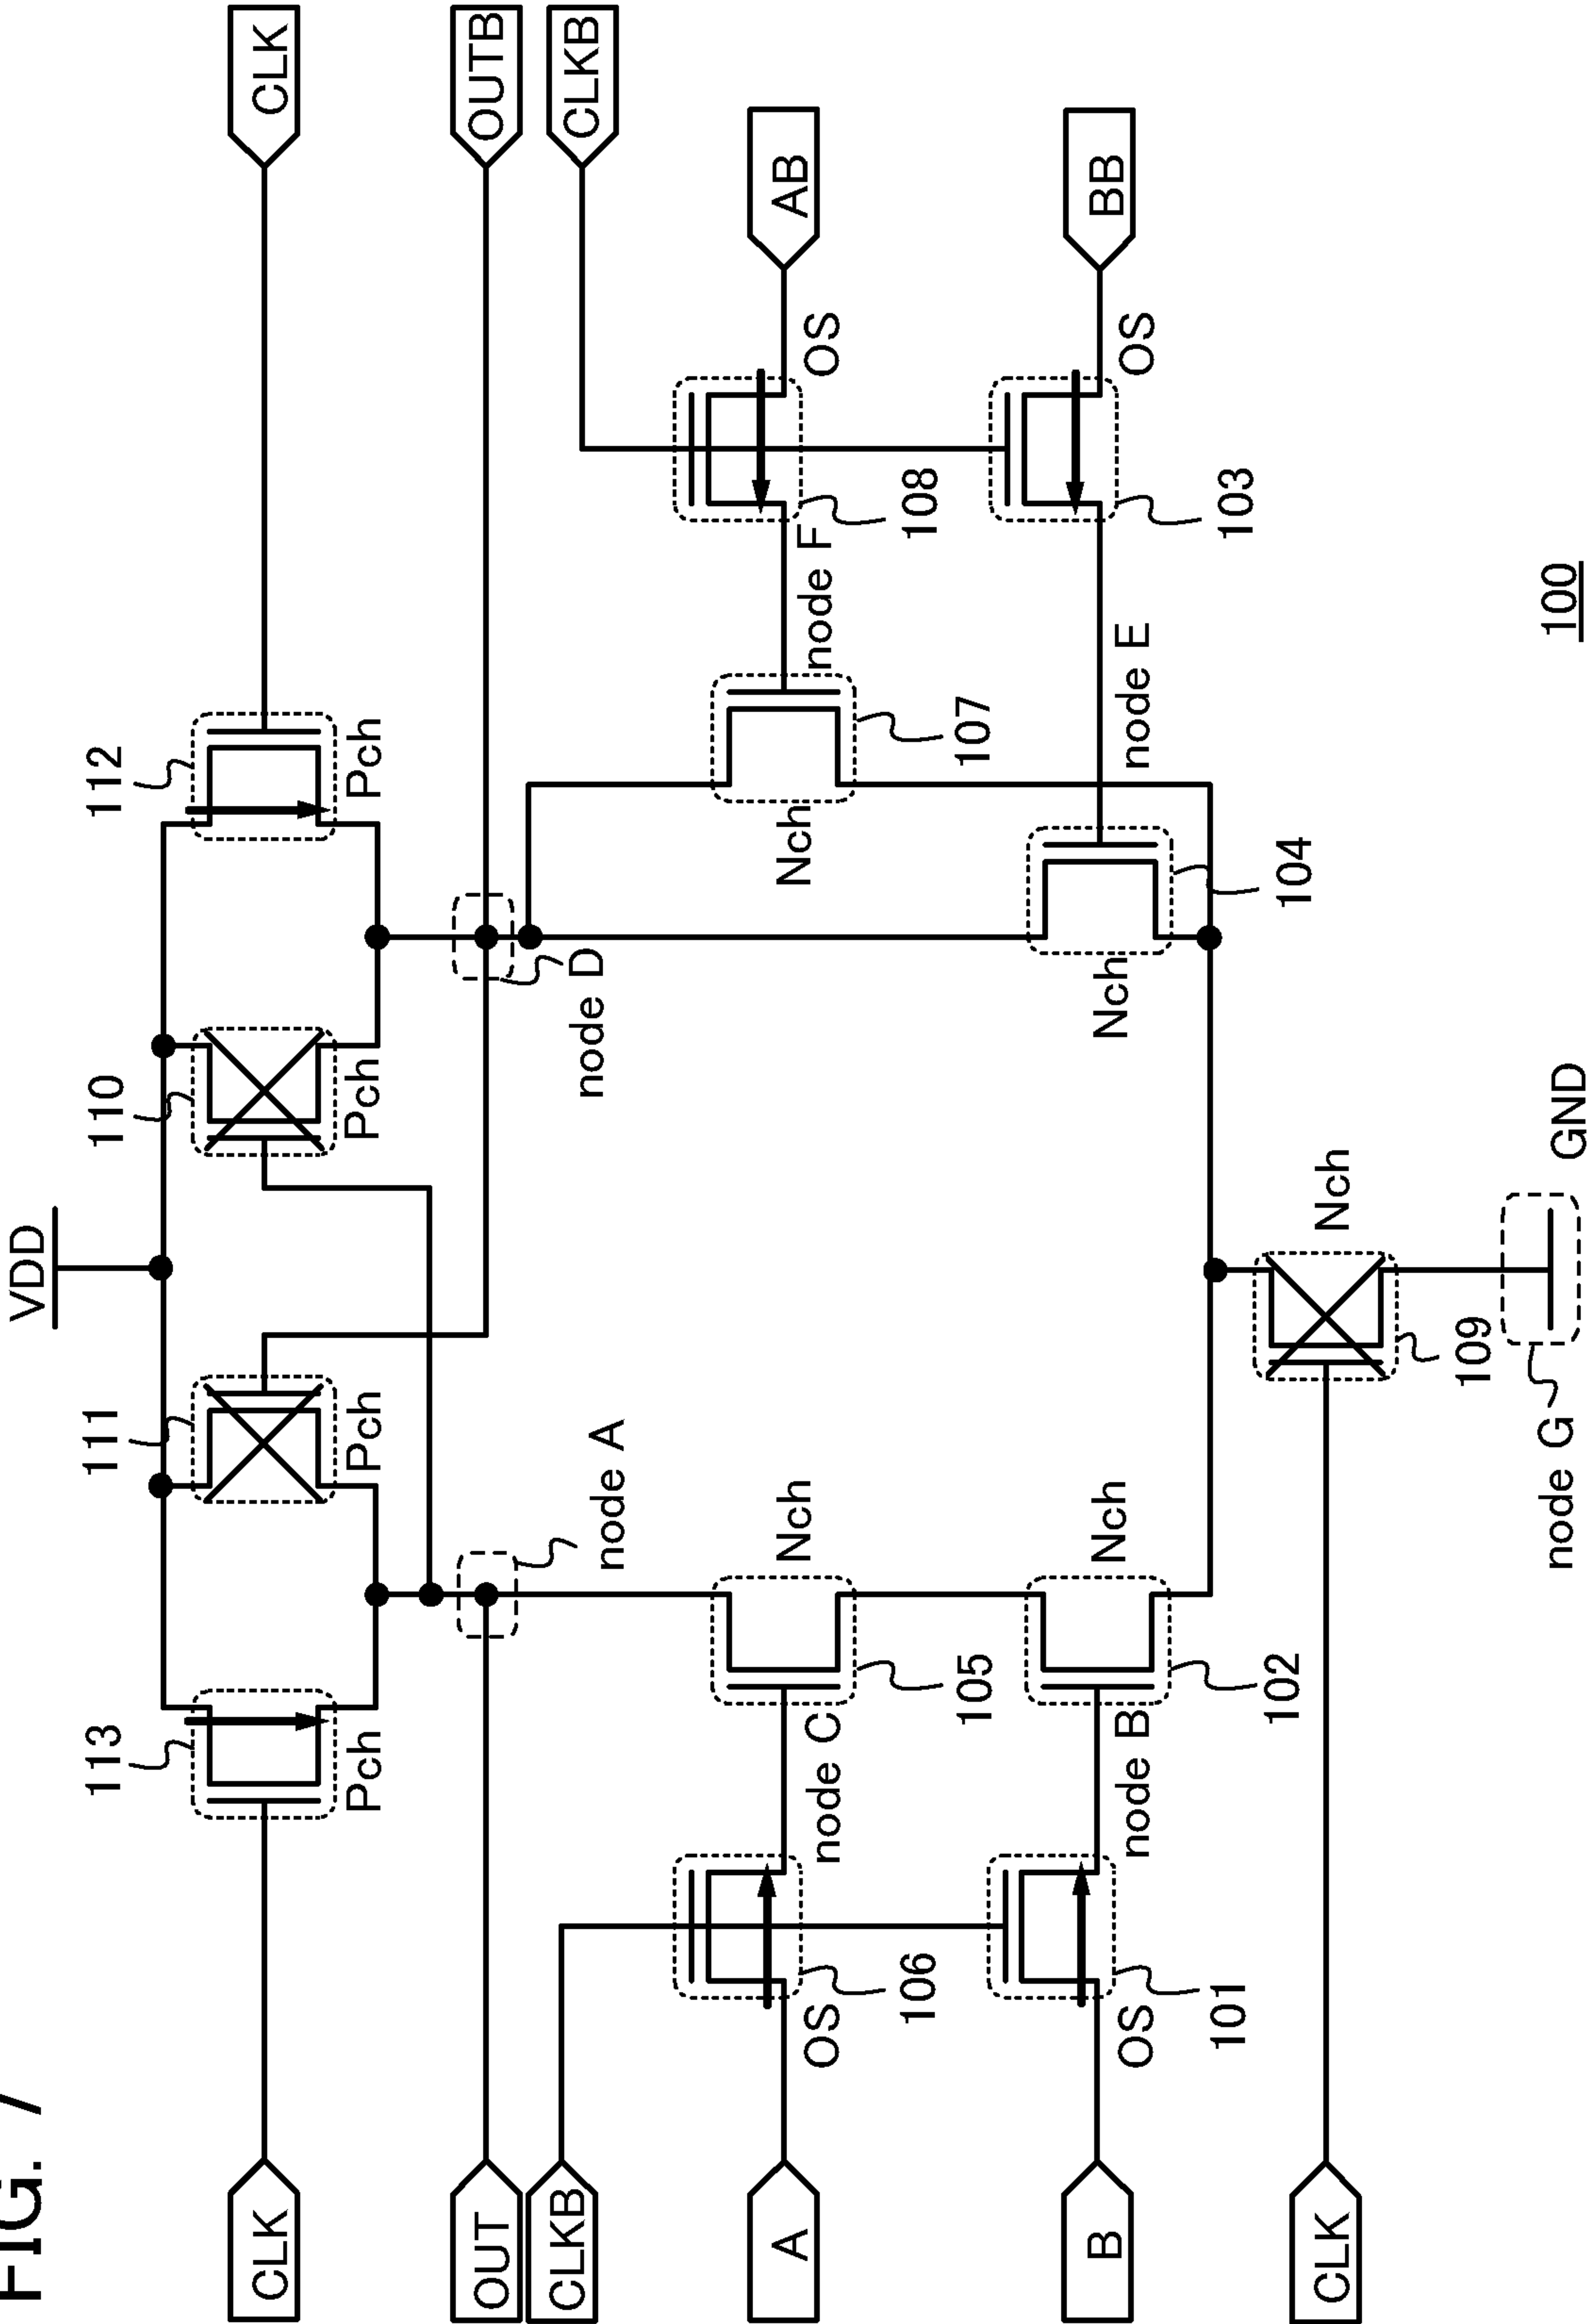 FIG.
VDD
113
111
110
112
CLK
Pch
Pch
Pch
Pch
CLK
OUT
OUTB
CLKB
node A
node D
CLKB
A
OS
106
node C
105
Nch
Nch
107
node F
108
OS
AB
B
OS
101
node B
102
Nch
Nch
104
node E
103
OS
BB
CLK
109
Nch
node G
GND
100